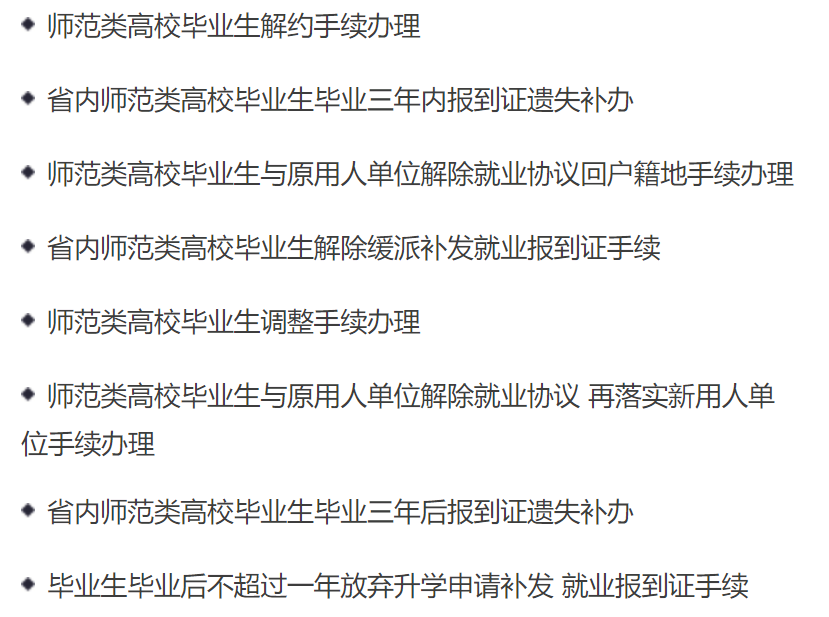 ◆ 师范类高校毕业生解约手续办理
◆ 省内师范类高校毕业生毕业三年内报到证遗失补办
◆ 师范类高校毕业生与原用人单位解除就业协议回户籍地手续办理
◆ 省内师范类高校毕业生解除缓派补发就业报到证手续
◆ 师范类高校毕业生调整手续办理
◆ 师范类高校毕业生与原用人单位解除就业协议 再落实新用人单
位手续办理
◆ 省内师范类高校毕业生毕业三年后报到证遗失补办
◆ 毕业生毕业后不超过一年放弃升学申请补发 就业报到证手续